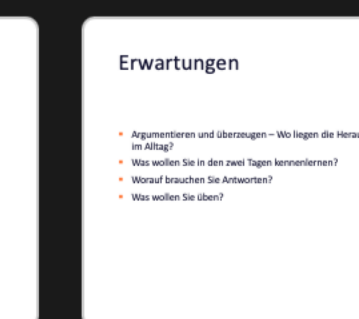 Erwartungen
Argumentieren und überzeugen – Wo liegen die
im Alltag?
Was wollen Sie in den zwei Tagen kennenlernen?
Worauf brauchen Sie Antworten?
Was wollen Sie üben?